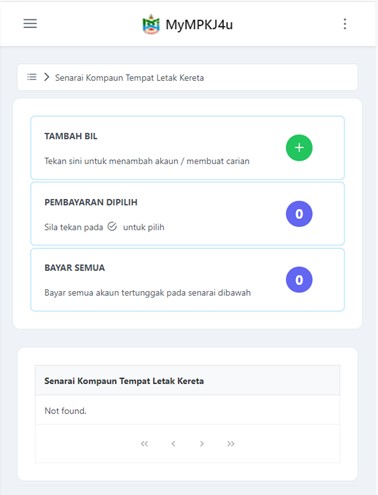 MyMPKJ4u
Senarai Kompaun Tempat Letak Kereta
TAMBAH BIL
Tekan sini untuk menambah akaun / membuat carian
PEMBAYARAN DIPILIH
0
Sila tekan pada untuk pilih
BAYAR SEMUA
0
Bayar semua akaun tertunggak pada senarai dibawah
Senarai Kompaun Tempat Letak Kereta
Not found.